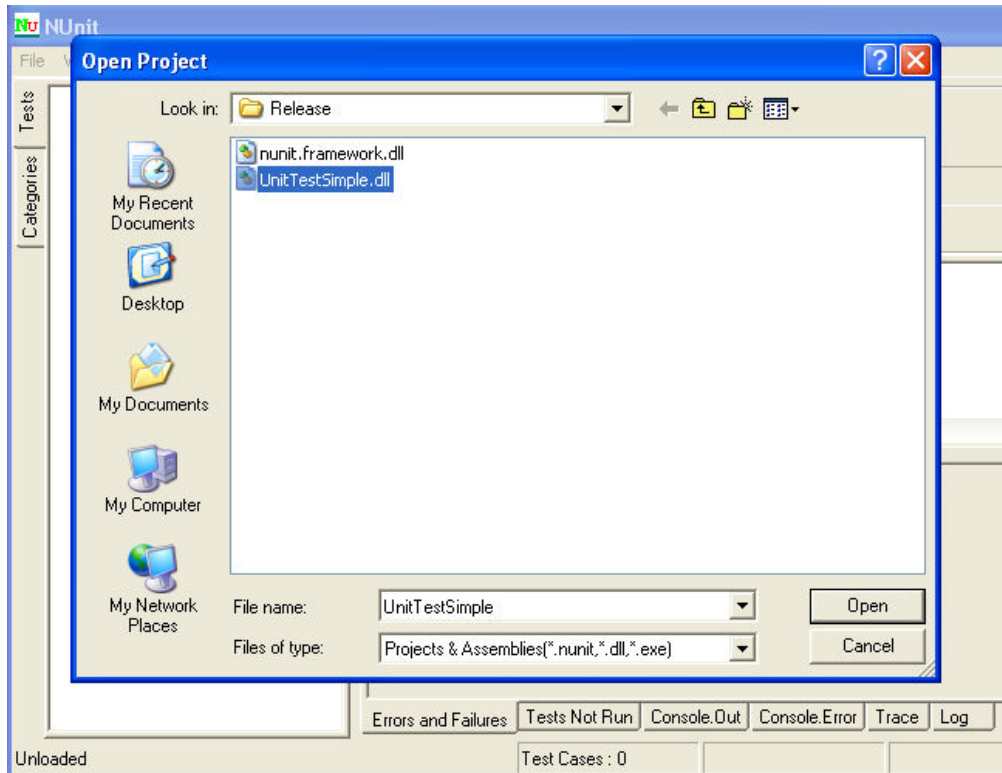 Nu NUnit
File
Open Project
Tests
Categories
Look in:
Release
nunit.framework.dll
UnitTestSimple.dll
My Recent
Documents
Desktop
My Documents
My Computer
My Network
Places
File name:
UnitTestSimple
Open
Files of type:
Projects & Assemblies(*.nunit,*.dll,*.exe)
Cancel
Errors and Failures
Tests Not Run
Console.Out
Console.Error
Trace
Log
Unloaded
Test Cases : 0